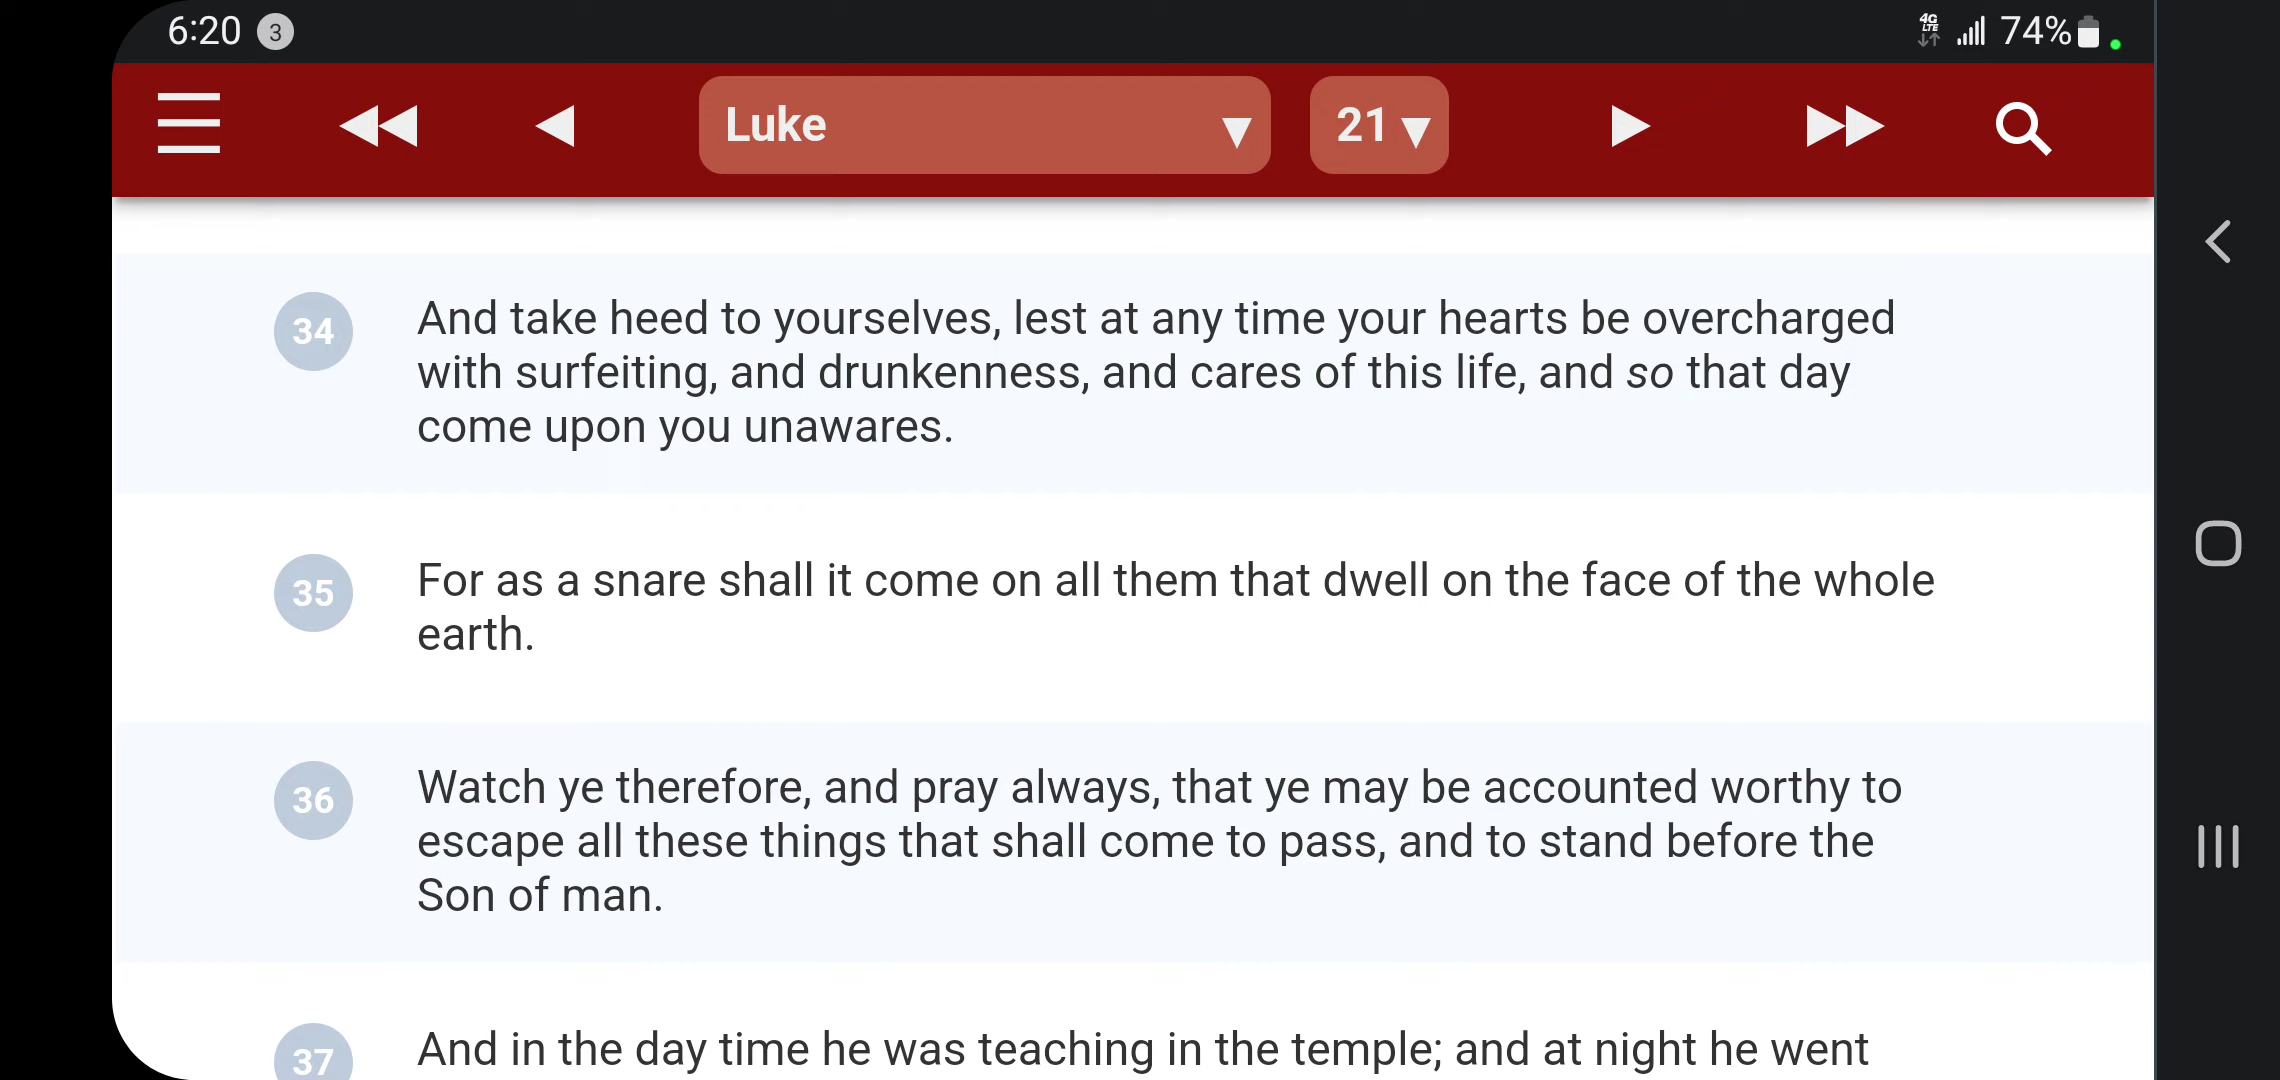 6:20 3 4G LTE 74%
Luke 21
34 And take heed to yourselves, lest at any time your hearts be overcharged
with surfeiting, and drunkenness, and cares of this life, and so that day
come upon you unawares.
35 For as a snare shall it come on all them that dwell on the face of the whole
earth.
36 Watch ye therefore, and pray always, that ye may be accounted worthy to
escape all these things that shall come to pass, and to stand before the
Son of man.
37 And in the day time he was teaching in the temple; and at night he went